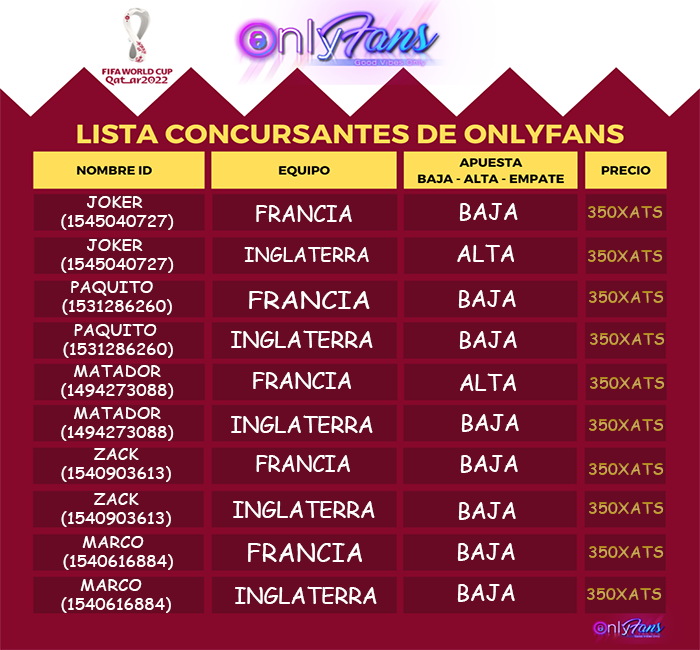 FIFA WORLD CUP
Qatar2022
OnlyFans
Good Vibes Only
LISTA CONCURSANTES DE ONLYFANS
NOMBRE ID
EQUIPO
APUESTA
BAJA - ALTA - EMPATE
PRECIO
JOKER
(1545040727)
FRANCIA
BAJA
350XATS
JOKER
(1545040727)
INGLATERRA
ALTA
350XATS
PAQUITO
(1531286260)
FRANCIA
BAJA
350XATS
PAQUITO
(1531286260)
INGLATERRA
BAJA
350XATS
MATADOR
(1494273088)
FRANCIA
ALTA
350XATS
MATADOR
(1494273088)
INGLATERRA
BAJA
350XATS
ZACK
(1540903613)
FRANCIA
BAJA
350XATS
ZACK
(1540903613)
INGLATERRA
BAJA
350XATS
MARCO
(1540616884)
FRANCIA
BAJA
350XATS
MARCO
(1540616884)
INGLATERRA
BAJA
350XATS
OnlyFans